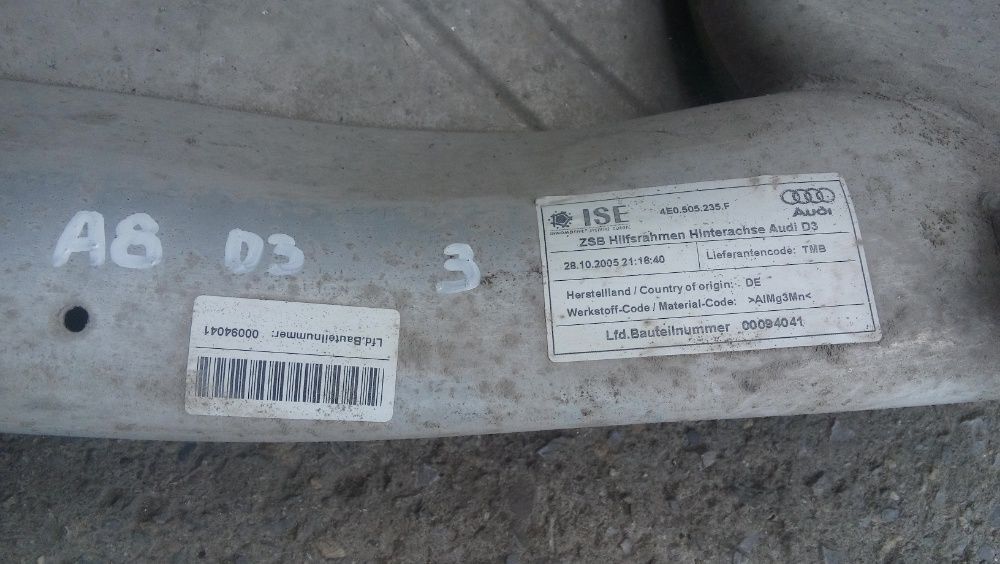 A8 D3 3
ISE 4E0.505.235.F
Audi
ZSB Hilfsrahmen Hinterachse Audi D3
28.10.2005 21:18:40 Lieferantencode: TMB
Herstellland / Country of origin: DE
Werkstoff-Code / Material-Code: >AlMg3Mn<
Lfd.Bauteilnummer 00094041
Lfd.Bauteilnummer: 00094041